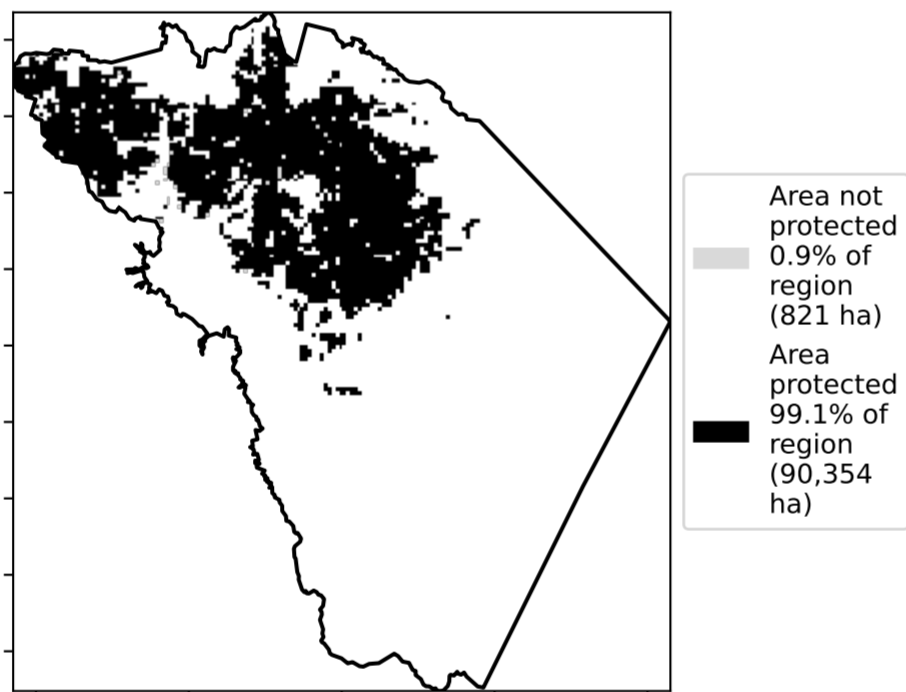 Area not
protected
0.9% of
region
(821 ha)
Area
protected
99.1% of
region
(90,354
ha)